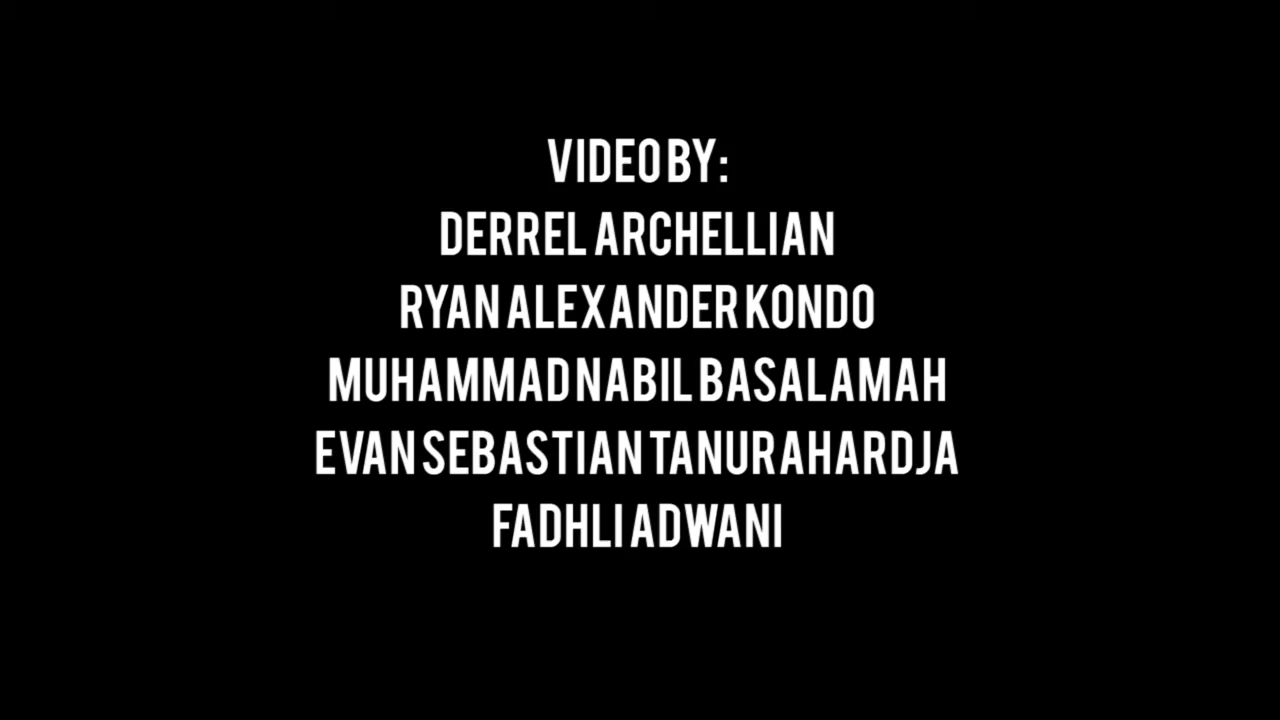 VIDEO BY:
DERREL ARCHELLIAN
RYAN ALEXANDER KONDO
MUHAMMAD NABIL BASALAMAH
EVAN SEBASTIAN TANURAHARDJA
FADHLI ADWANI